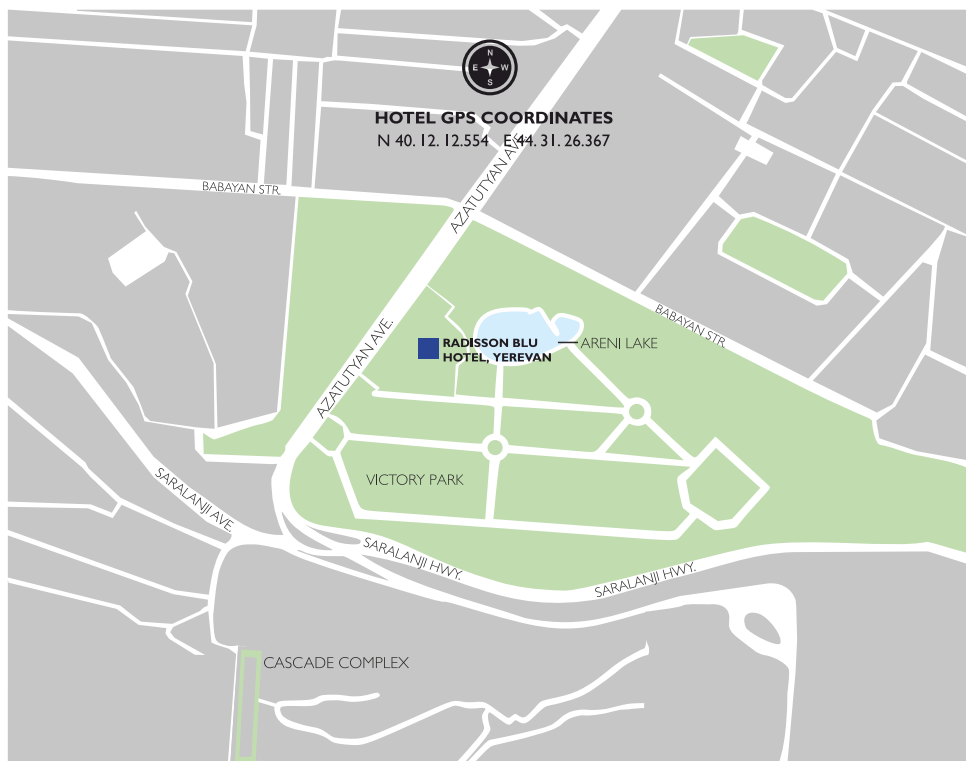 N
E W
S
HOTEL GPS COORDINATES
N 40. 12. 12.554 E 44. 31. 26.367
BABAYAN STR.
AZATUTYAN AVE.
BABAYAN STR.
AZATUTYAN AVE.
RADISSON BLU
HOTEL, YEREVAN
ARENI LAKE
VICTORY PARK
SARALANJI AVE.
SARALANJI HWY.
SARALANJI HWY.
CASCADE COMPLEX